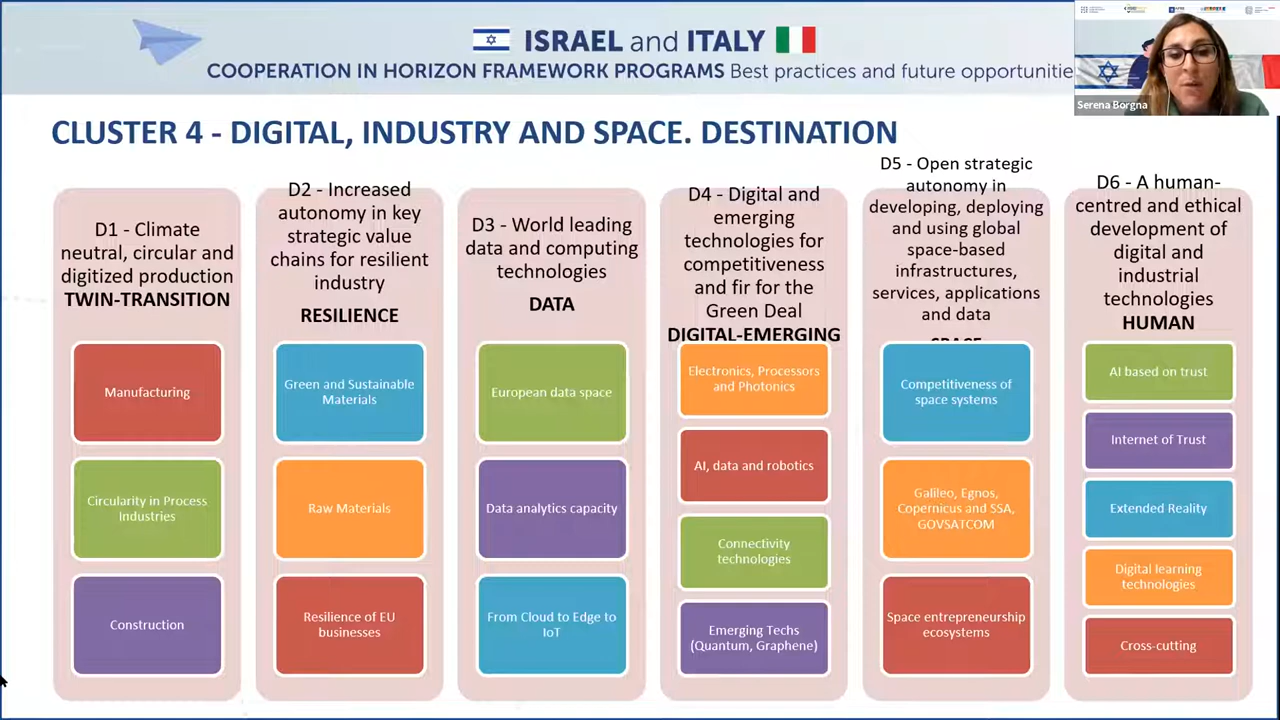 ISRAEL and ITALY
COOPERATION IN HORIZON FRAMEWORK PROGRAMS Best practices and future opportunitie
Serena Borgna
CLUSTER 4 - DIGITAL, INDUSTRY AND SPACE. DESTINATION
D1 - Climate
neutral, circular and
digitized production
TWIN-TRANSITION
Manufacturing
Circularity in Process
Industries
Construction
D2 - Increased
autonomy in key
strategic value
chains for resilient
industry
RESILIENCE
Green and Sustainable
Materials
Raw Materials
Resilience of EU
businesses
D3 - World leading
data and computing
technologies
DATA
European data space
Data analytics capacity
From Cloud to Edge to
IoT
D4 - Digital and
emerging
technologies for
competitiveness
and fir for the
Green Deal
DIGITAL-EMERGING
Electronics, Processors
and Photonics
AI, data and robotics
Connectivity
technologies
Emerging Techs
(Quantum, Graphene)
D5 - Open strategic
autonomy in
developing, deploying
and using global
space-based
infrastructures,
services, applications
and data
SPACE
Competitiveness of
space systems
Galileo, Egnos,
Copernicus and SSA,
GOVSATCOM
Space entrepreneurship
ecosystems
D6 - A human-
centred and ethical
development of
digital and
industrial
technologies
HUMAN
AI based on trust
Internet of Trust
Extended Reality
Digital learning
technologies
Cross-cutting